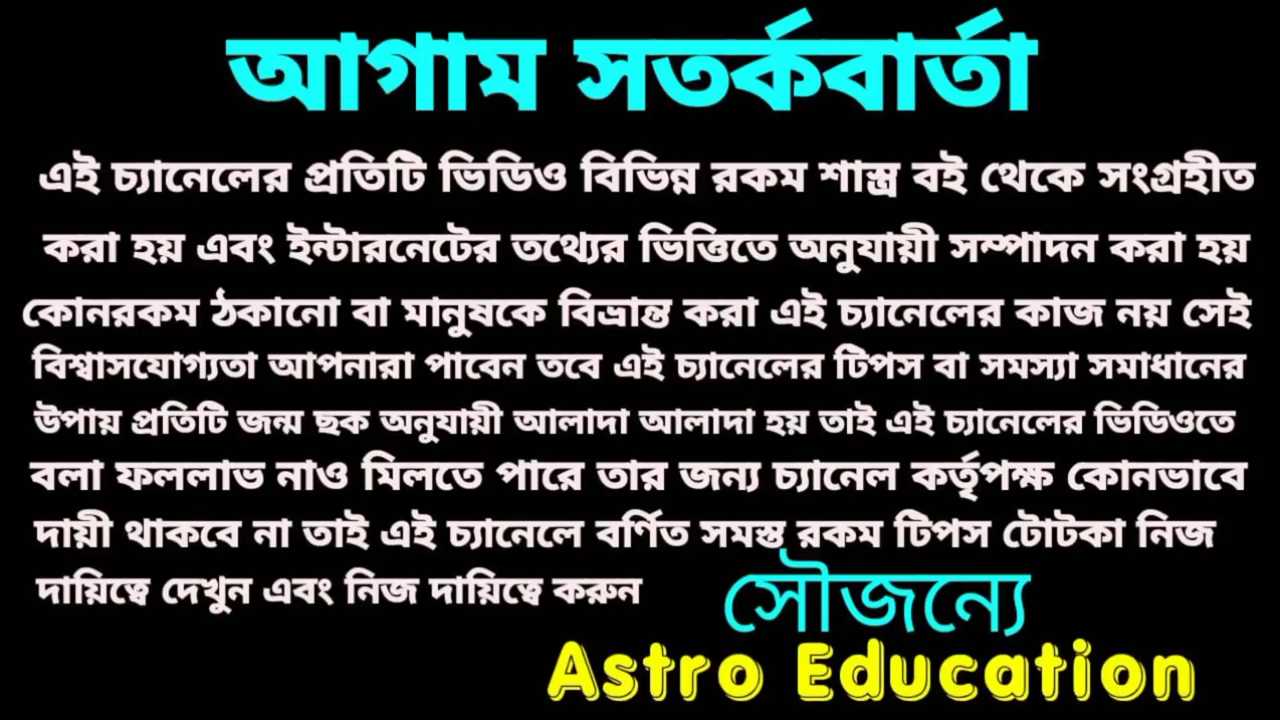 আগাম সতর্কবার্তা
এই চ্যানেলের প্রতিটি ভিডিও বিভিন্ন রকম শাস্ত্র বই থেকে সংগ্রহীত
করা হয় এবং ইন্টারনেটের তথ্যের ভিত্তিতে অনুযায়ী সম্পাদন করা হয়
কোনরকম ঠকানো বা মানুষকে বিভ্রান্ত করা এই চ্যানেলের কাজ নয় সেই
বিশ্বাসযোগ্যতা আপনারা পাবেন তবে এই চ্যানেলের টিপস বা সমস্যা সমাধানের
উপায় প্রতিটি জন্ম ছক অনুযায়ী আলাদা আলাদা হয় তাই এই চ্যানেলের ভিডিওতে
বলা ফললাভ নাও মিলতে পারে তার জন্য চ্যানেল কর্তৃপক্ষ কোনভাবে
দায়ী থাকবে না তাই এই চ্যানেলে বর্ণিত সমস্ত রকম টিপস টোটকা নিজ
দায়িত্বে দেখুন এবং নিজ দায়িত্বে করুন
সৌজন্যে
Astro Education